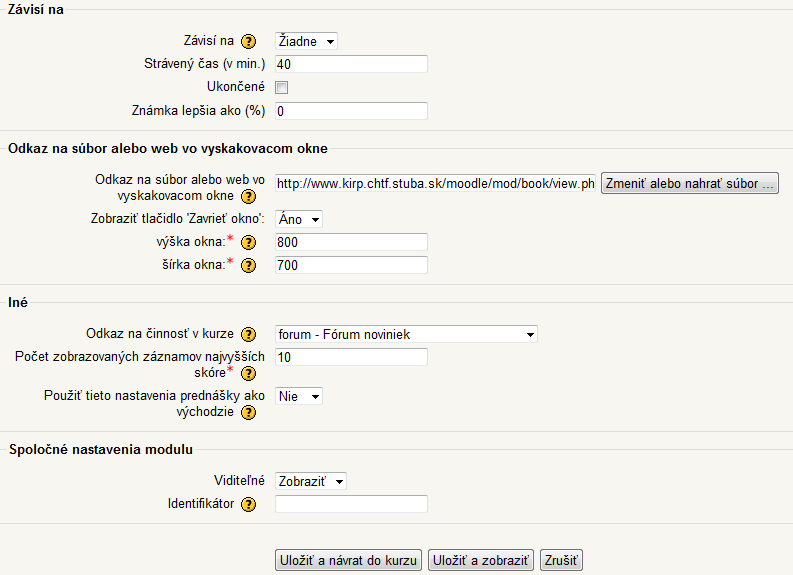 Závisí na
Závisí na Žiadne
Strávený čas (v min.) 40
Ukončené
Známka lepšia ako (%) 0
Odkaz na súbor alebo web vo vyskakovacom okne
Odkaz na súbor alebo web vo
vyskakovacom okne http://www.kirp.chtf.stuba.sk/moodle/mod/book/view.ph Zmeniť alebo nahrať súbor ...
Zobraziť tlačidlo 'Zavrieť okno': Áno
výška okna:* 800
šírka okna:* 700
Iné
Odkaz na činnosť v kurze forum - Fórum noviniek
Počet zobrazovaných záznamov najvyšších
skóre* 10
Použiť tieto nastavenia prednášky ako
východzie Nie
Spoločné nastavenia modulu
Viditeľné Zobraziť
Identifikátor
Uložiť a návrat do kurzu Uložiť a zobraziť Zrušiť